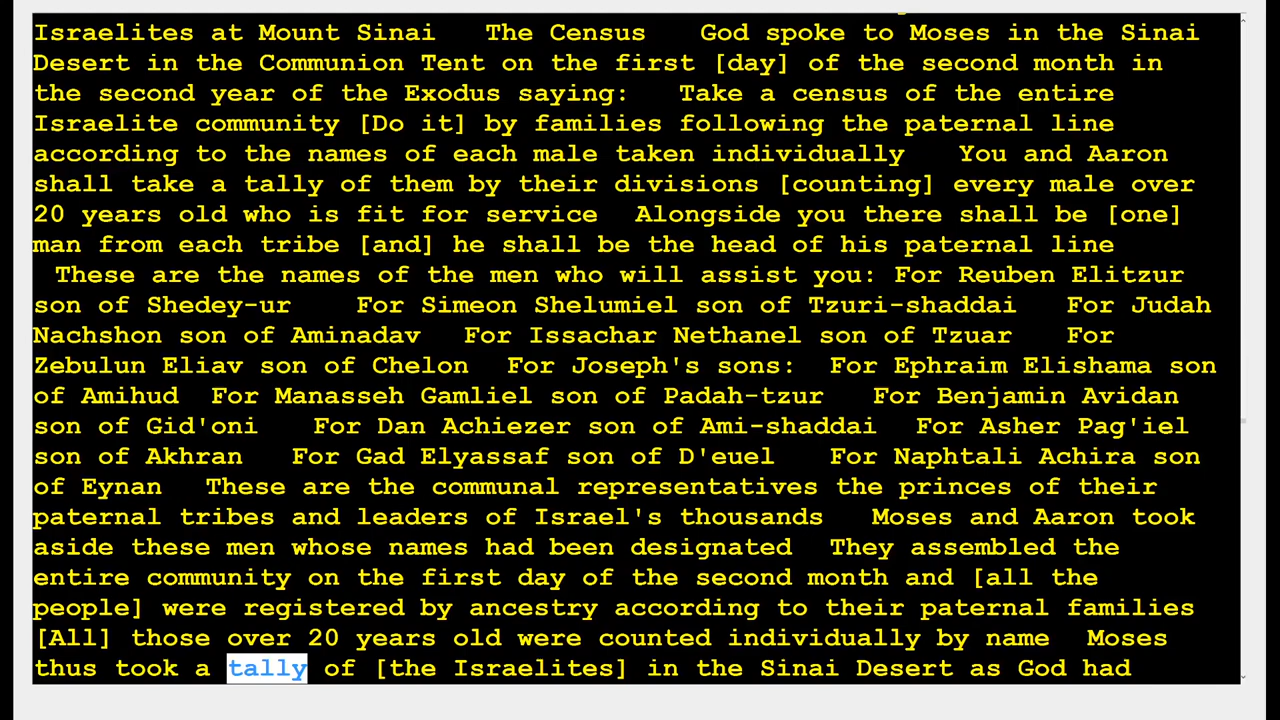 Israelites at Mount Sinai The Census God spoke to Moses in the Sinai
Desert in the Communion Tent on the first [day] of the second month in
the second year of the Exodus saying: Take a census of the entire
Israelite community [Do it] by families following the paternal line
according to the names of each male taken individually You and Aaron
shall take a tally of them by their divisions [counting] every male over
20 years old who is fit for service Alongside you there shall be [one]
man from each tribe [and] he shall be the head of his paternal line
These are the names of the men who will assist you: For Reuben Elitzur
son of Shedey-ur For Simeon Shelumiel son of Tzuri-shaddai For Judah
Nachshon son of Aminadav For Issachar Nethanel son of Tzuar For
Zebulun Eliav son of Chelon For Joseph's sons: For Ephraim Elishama son
of Amihud For Manasseh Gamliel son of Padah-tzur For Benjamin Avidan
son of Gid'oni For Dan Achiezer son of Ami-shaddai For Asher Pag'iel
son of Akhran For Gad Elyassaf son of D'euel For Naphtali Achira son
of Eynan These are the communal representatives the princes of their
paternal tribes and leaders of Israel's thousands Moses and Aaron took
aside these men whose names had been designated They assembled the
entire community on the first day of the second month and [all the
people] were registered by ancestry according to their paternal families
[All] those over 20 years old were counted individually by name Moses
thus took a tally of [the Israelites] in the Sinai Desert as God had